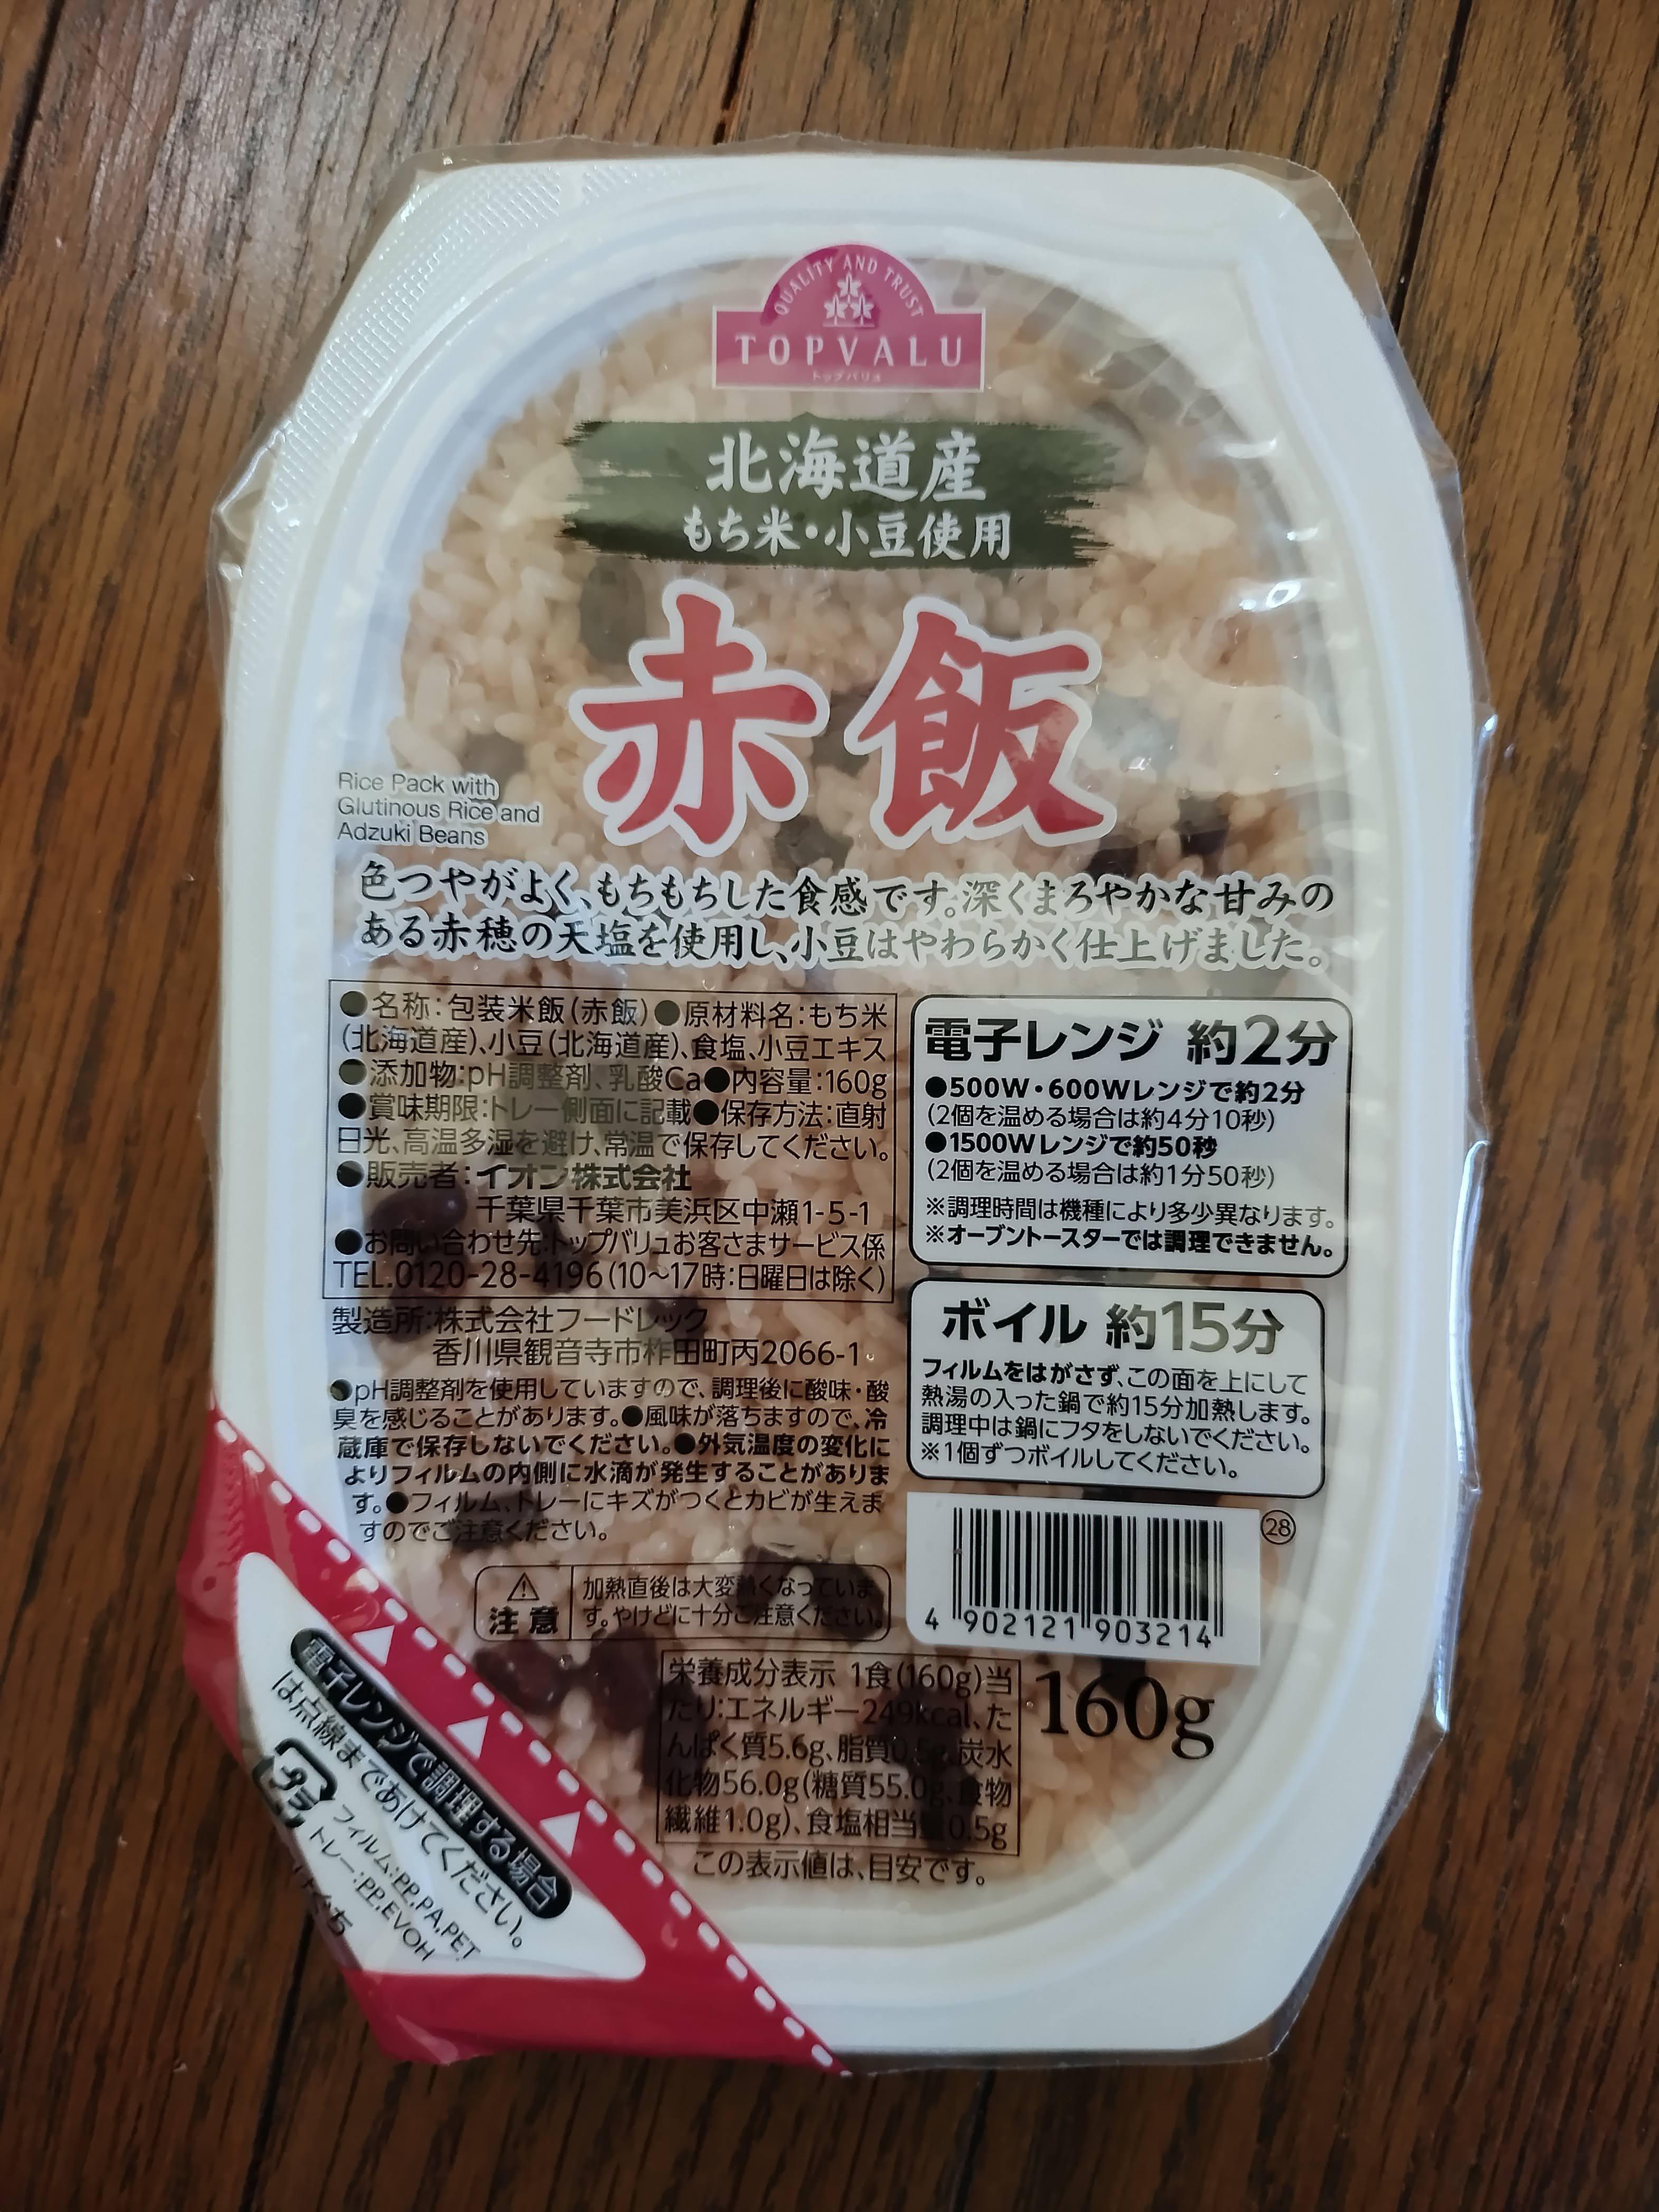 QUALITY AND TRUST
TOPVALU
トップバリュ
北海道産
もち米・小豆使用
赤飯
Rice Pack with
Glutinous Rice and
Adzuki Beans
色つやがよく、もちもちした食感です。深くまろやかな甘みの
ある赤穂の天塩を使用し、小豆はやわらかく仕上げました。
●名称：包装米飯（赤飯）●原材料名：もち米
（北海道産）、小豆（北海道産）、食塩、小豆エキス
●添加物：pH調整剤、乳酸Ca●内容量：160g
●賞味期限：トレー側面に記載●保存方法：直射
日光、高温多湿を避け、常温で保存してください。
●販売者：イオン株式会社
千葉県千葉市美浜区中瀬1-5-1
●お問い合わせ先：トップバリュお客さまサービス係
TEL.0120-28-4196（10〜17時：日曜日は除く）
製造所：株式会社フードレック
香川県観音寺市柞田町丙2066-1
●pH調整剤を使用していますので、調理後に酸味・酸
臭を感じることがあります。●風味が落ちますので、冷
蔵庫で保存しないでください。●外気温度の変化に
よりフィルムの内側に水滴が発生することがありま
す。●フィルム、トレーにキズがつくとカビが生えま
すのでご注意ください。
注意
加熱直後は大変熱くなっていま
す。やけどに十分ご注意ください。
電子レンジ 約2分
●500W・600Wレンジで約2分
（2個を温める場合は約4分10秒）
●1500Wレンジで約50秒
（2個を温める場合は約1分50秒）
※調理時間は機種により多少異なります。
※オーブントースターでは調理できません。
ボイル 約15分
フィルムをはがさず、この面を上にして
熱湯の入った鍋で約15分加熱します。
調理中は鍋にフタをしないでください。
※1個ずつボイルしてください。
28
4 902121 903214
栄養成分表示 1食（160g）当
たり：エネルギー249kcal、た
んぱく質5.6g、脂質0.5g、炭水
化物56.0g（糖質55.0g、食物
繊維1.0g）、食塩相当量0.5g
この表示値は、目安です。
160g
電子レンジで調理する場合
は点線まであけてください。
プラ
フィルム：PP,PA,PET
トレー：PP,EVOH